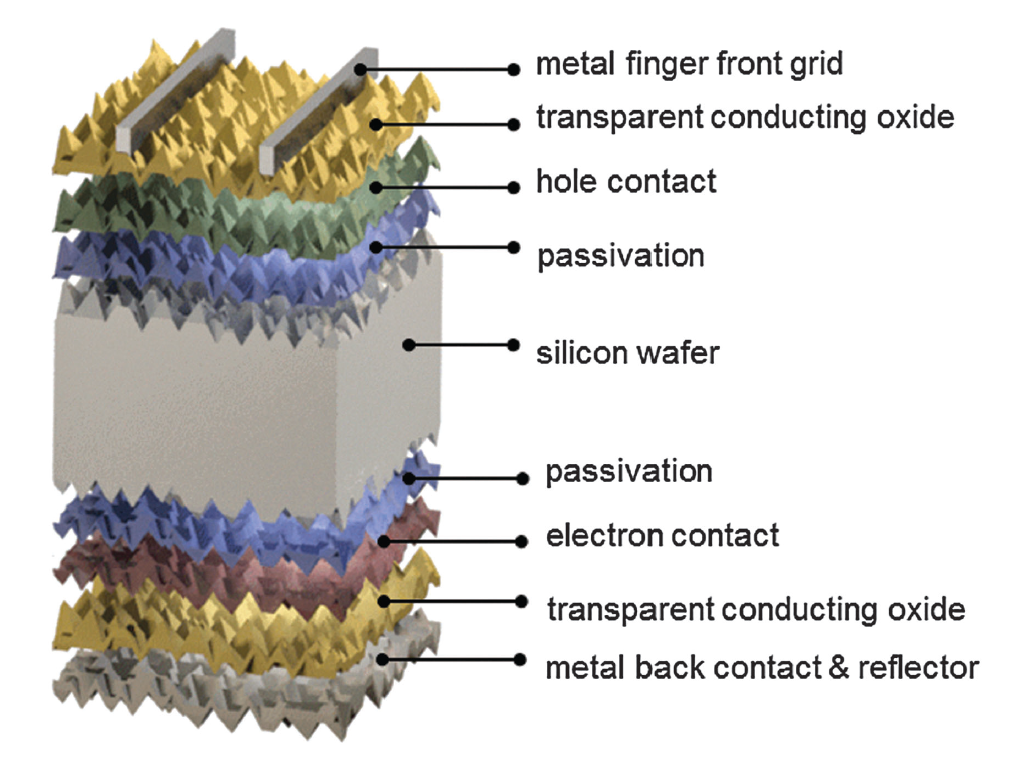 metal finger front grid
transparent conducting oxide
hole contact
passivation
silicon wafer
passivation
electron contact
transparent conducting oxide
metal back contact & reflector